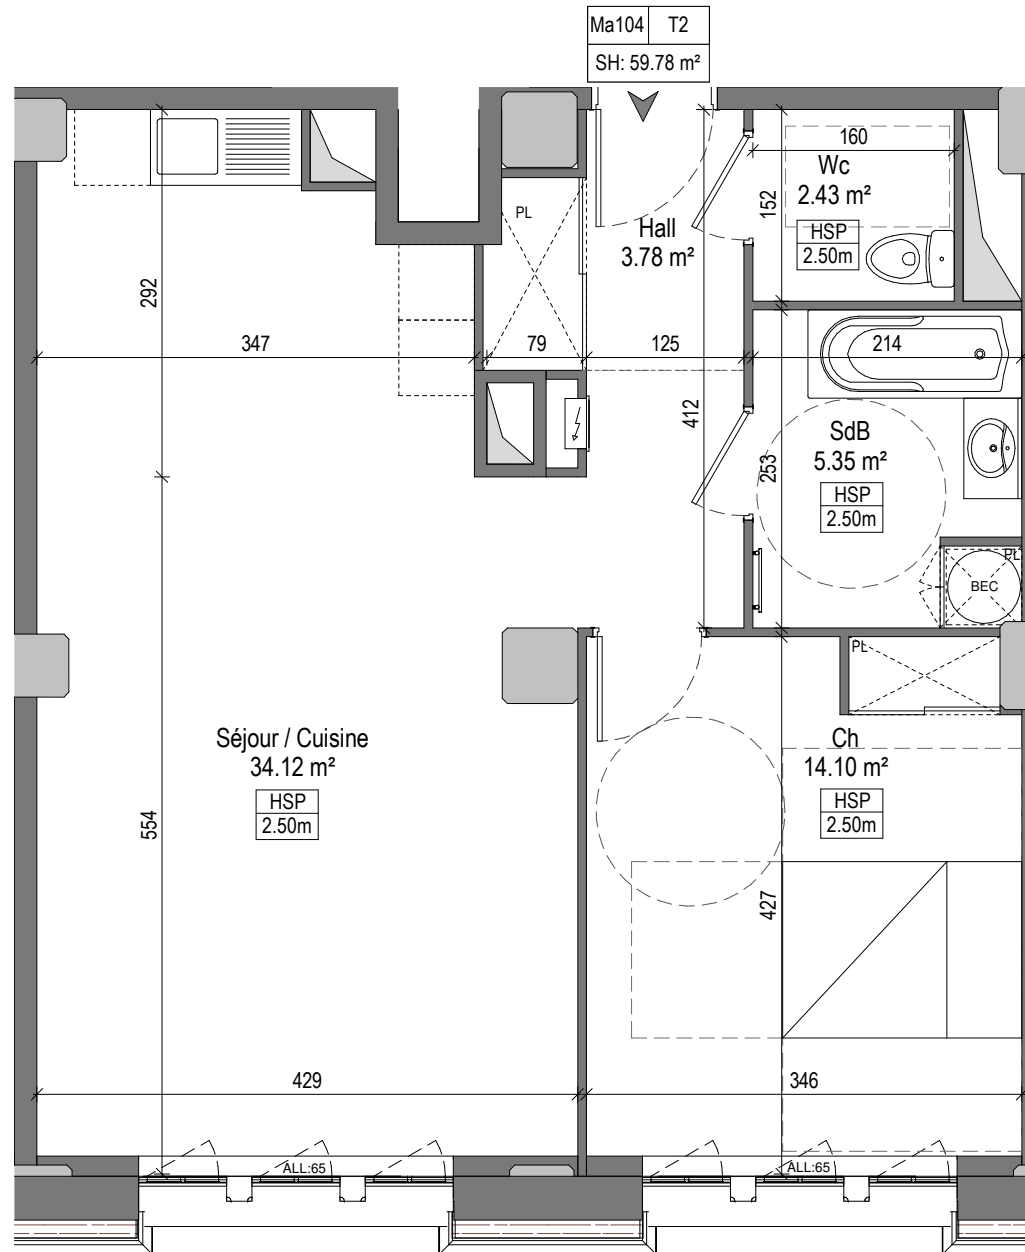 Ma104 T2
SH: 59.78 m²
160
Wc
2.43 m²
HSP
2.50m
152
PL
Hall
3.78 m²
292
347
79
125
214
412
SdB
5.35 m²
HSP
2.50m
253
PL
BEC
PL
Séjour / Cuisine
34.12 m²
HSP
2.50m
Ch
14.10 m²
HSP
2.50m
554
427
429
346
ALL:65
ALL:65